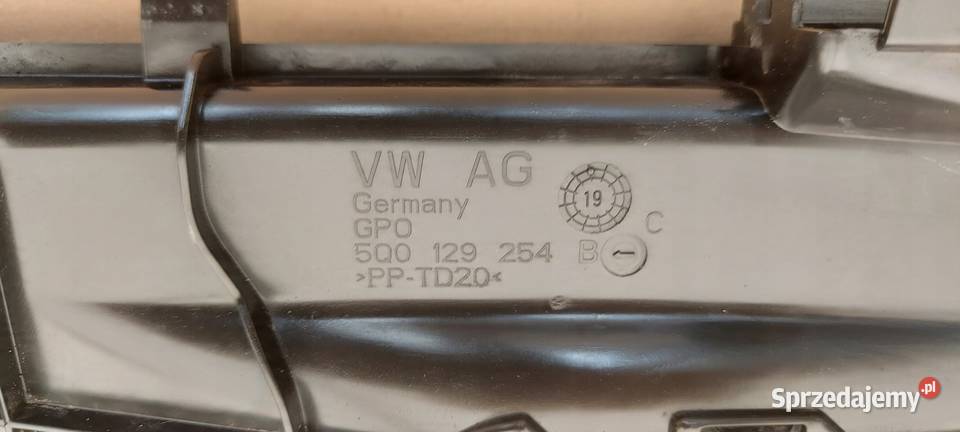 VW AG
Germany
GPO
5Q0 129 254 B
>PP-TD20<
19
C
Sprzedajemy.pl